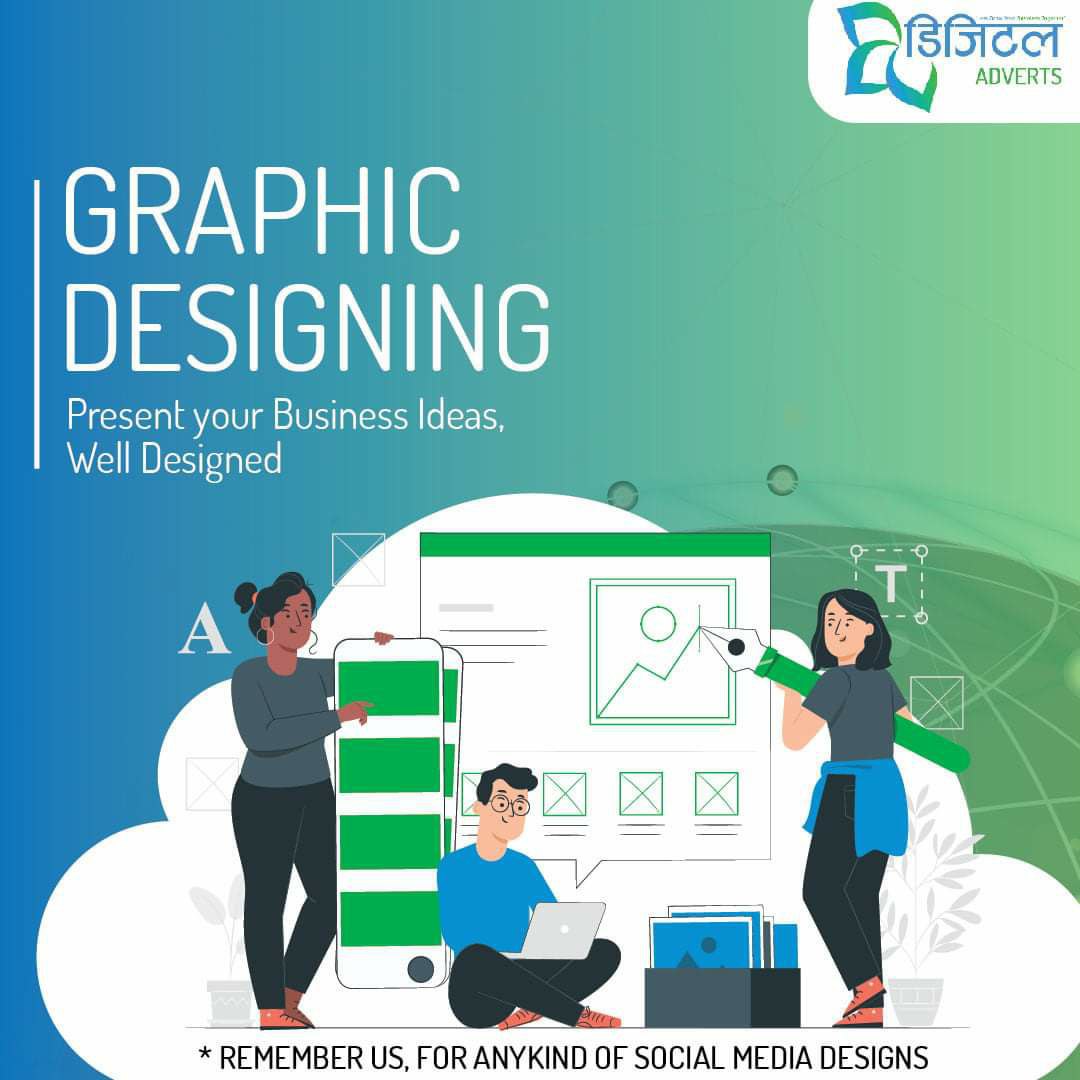 डिजिटल
ADVERTS
GRAPHIC
DESIGNING
Present your Business Ideas,
Well Designed
A
T
* REMEMBER US, FOR ANYKIND OF SOCIAL MEDIA DESIGNS